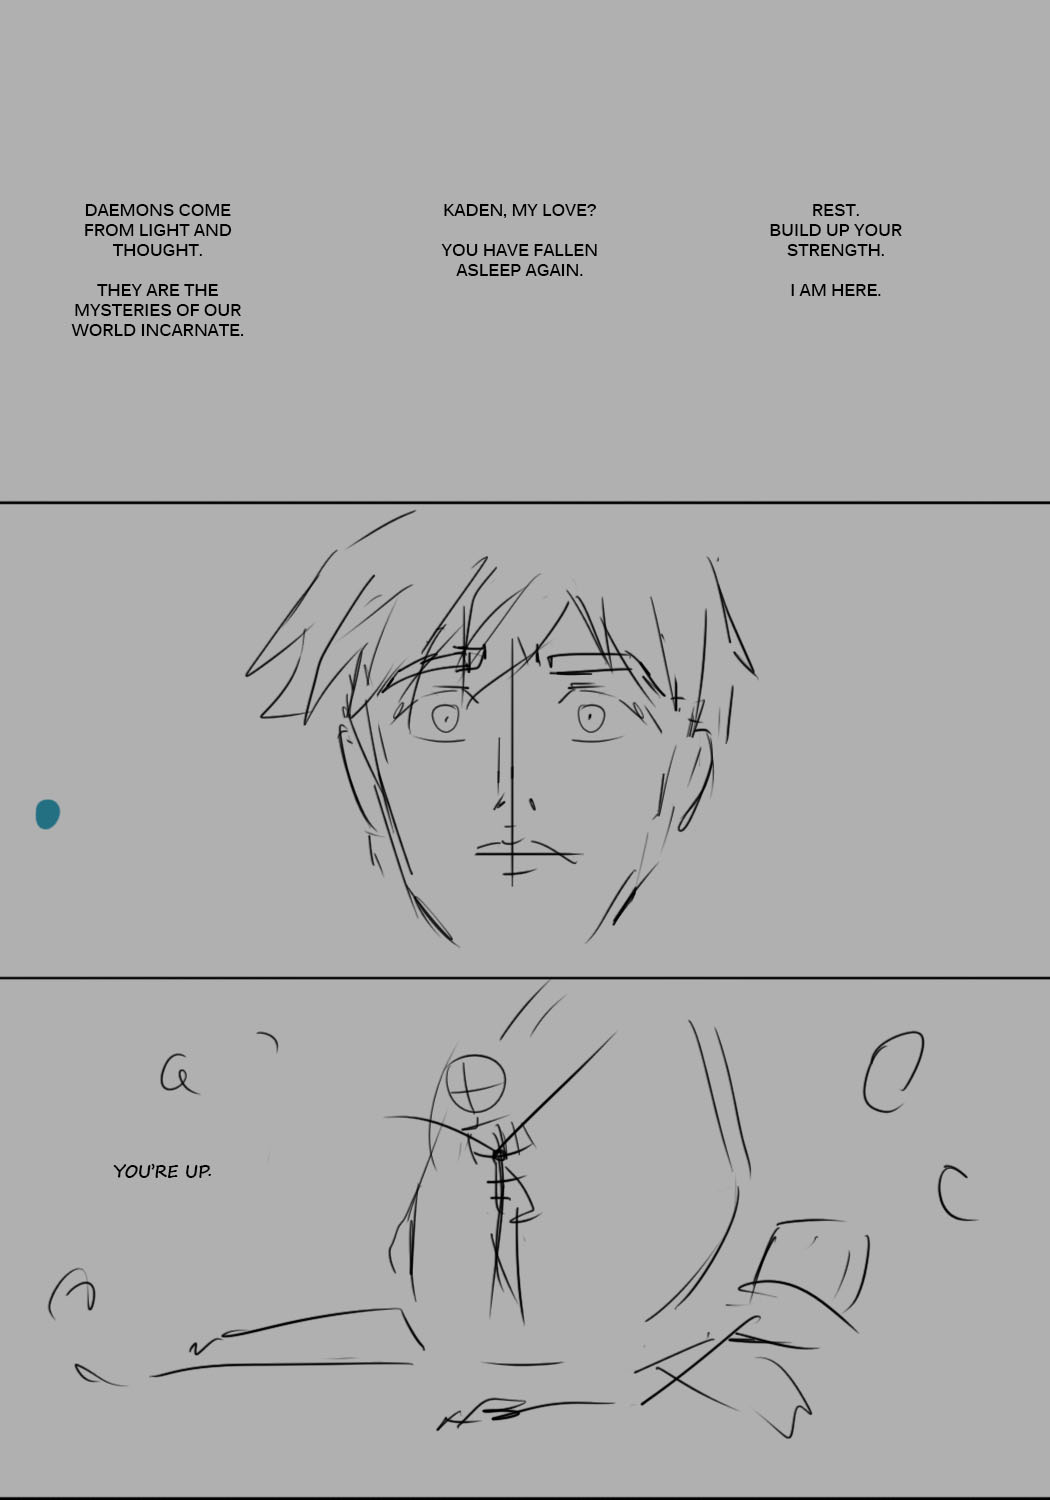 DAEMONS COME
FROM LIGHT AND
THOUGHT.
THEY ARE THE
MYSTERIES OF OUR
WORLD INCARNATE.
KADEN, MY LOVE?
YOU HAVE FALLEN
ASLEEP AGAIN.
REST.
BUILD UP YOUR
STRENGTH.
I AM HERE.
YOU'RE UP.